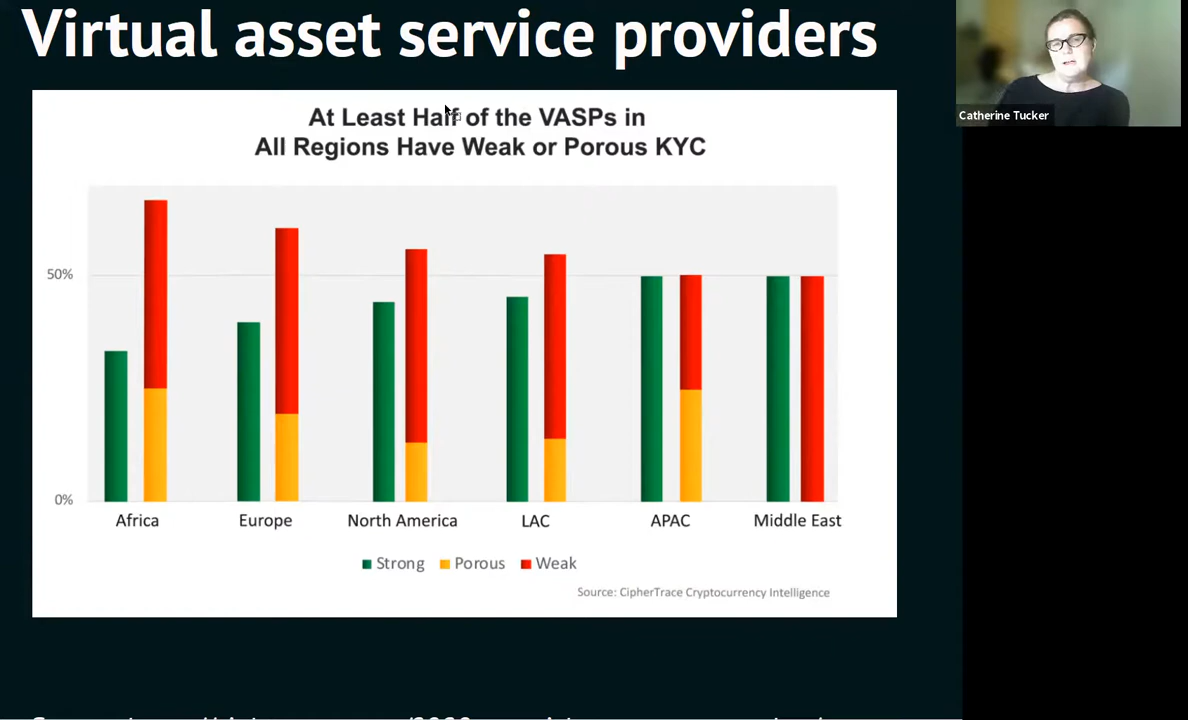 Virtual asset service providers
Catherine Tucker
At Least Half of the VASPs in
All Regions Have Weak or Porous KYC
50%
0%
Africa Europe North America LAC APAC Middle East
Strong Porous Weak
Source: CipherTrace Cryptocurrency Intelligence